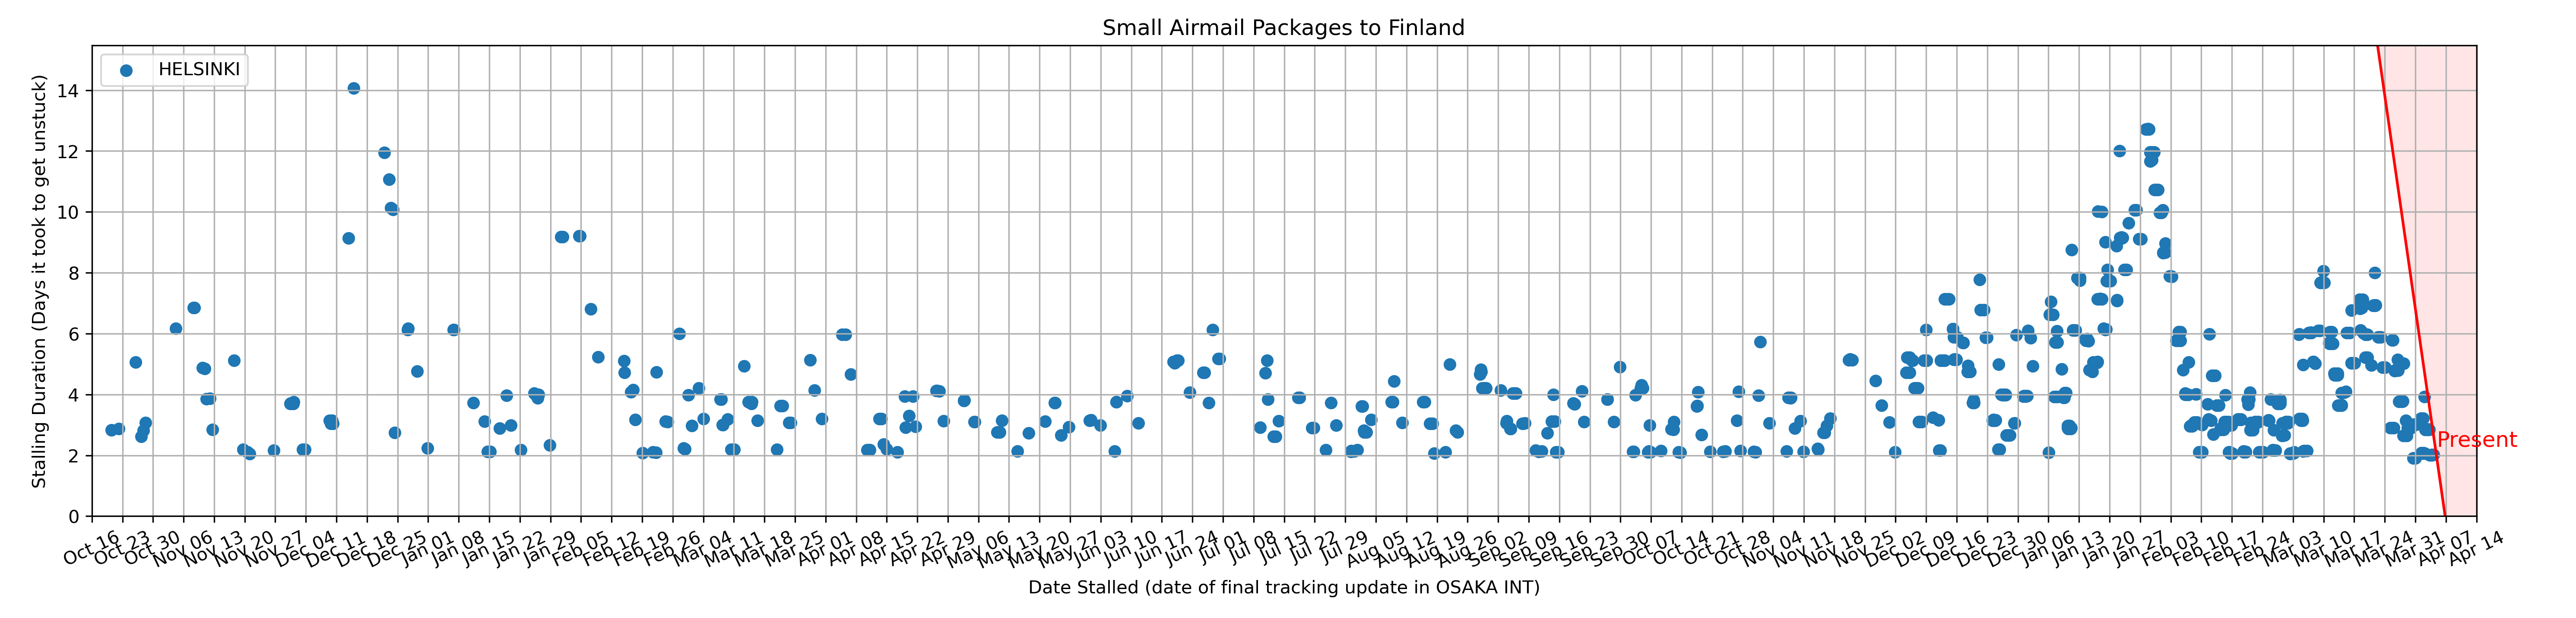 Small Airmail Packages to Finland
HELSINKI
Stalling Duration (Days it took to get unstuck)
14
12
10
8
6
4
2
0
Present
Oct 16 Oct 23 Oct 30 Nov 06 Nov 13 Nov 20 Nov 27 Dec 04 Dec 11 Dec 18 Dec 25 Jan 01 Jan 08 Jan 15 Jan 22 Jan 29 Feb 05 Feb 12 Feb 19 Feb 26 Mar 04 Mar 11 Mar 18 Mar 25 Apr 01 Apr 08 Apr 15 Apr 22 Apr 29 May 06 May 13 May 20 May 27 Jun 03 Jun 10 Jun 17 Jun 24 Jul 01 Jul 08 Jul 15 Jul 22 Jul 29 Aug 05 Aug 12 Aug 19 Aug 26 Sep 02 Sep 09 Sep 16 Sep 23 Sep 30 Oct 07 Oct 14 Oct 21 Oct 28 Nov 04 Nov 11 Nov 18 Nov 25 Dec 02 Dec 09 Dec 16 Dec 23 Dec 30 Jan 06 Jan 13 Jan 20 Jan 27 Feb 03 Feb 10 Feb 17 Feb 24 Mar 03 Mar 10 Mar 17 Mar 24 Mar 31 Apr 07 Apr 14
Date Stalled (date of final tracking update in OSAKA INT)